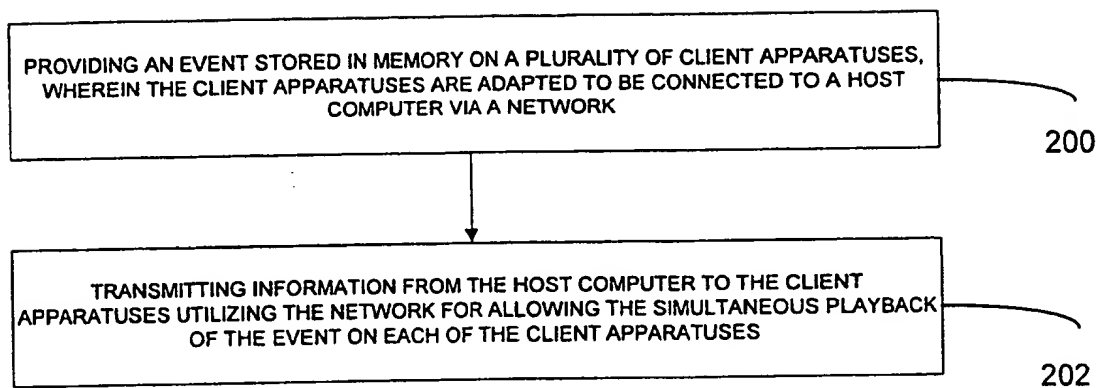 PROVIDING AN EVENT STORED IN MEMORY ON A PLURALITY OF CLIENT APPARATUSES,
WHEREIN THE CLIENT APPARATUSES ARE ADAPTED TO BE CONNECTED TO A HOST
COMPUTER VIA A NETWORK
200
TRANSMITTING INFORMATION FROM THE HOST COMPUTER TO THE CLIENT
APPARATUSES UTILIZING THE NETWORK FOR ALLOWING THE SIMULTANEOUS PLAYBACK
OF THE EVENT ON EACH OF THE CLIENT APPARATUSES
202